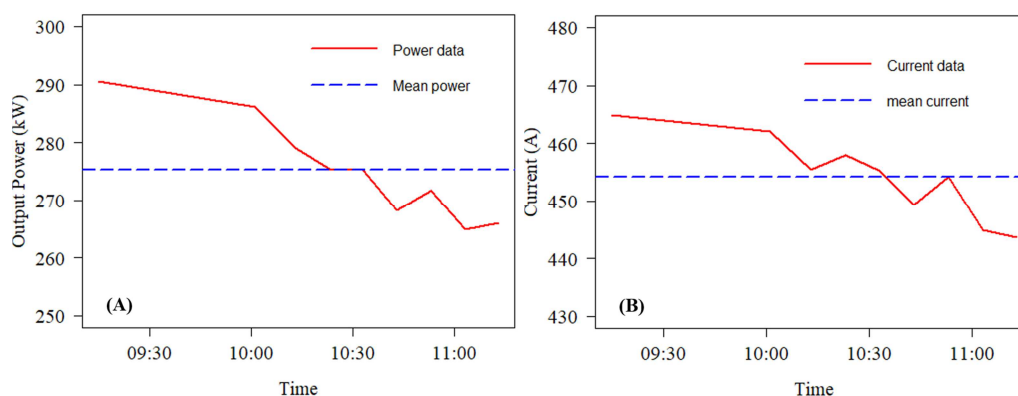 300
290
280
270
260
250
Output Power (kW)
Power data
Mean power
(A)
09:30 10:00 10:30 11:00
Time
480
470
460
450
440
430
Current (A)
Current data
mean current
(B)
09:30 10:00 10:30 11:00
Time